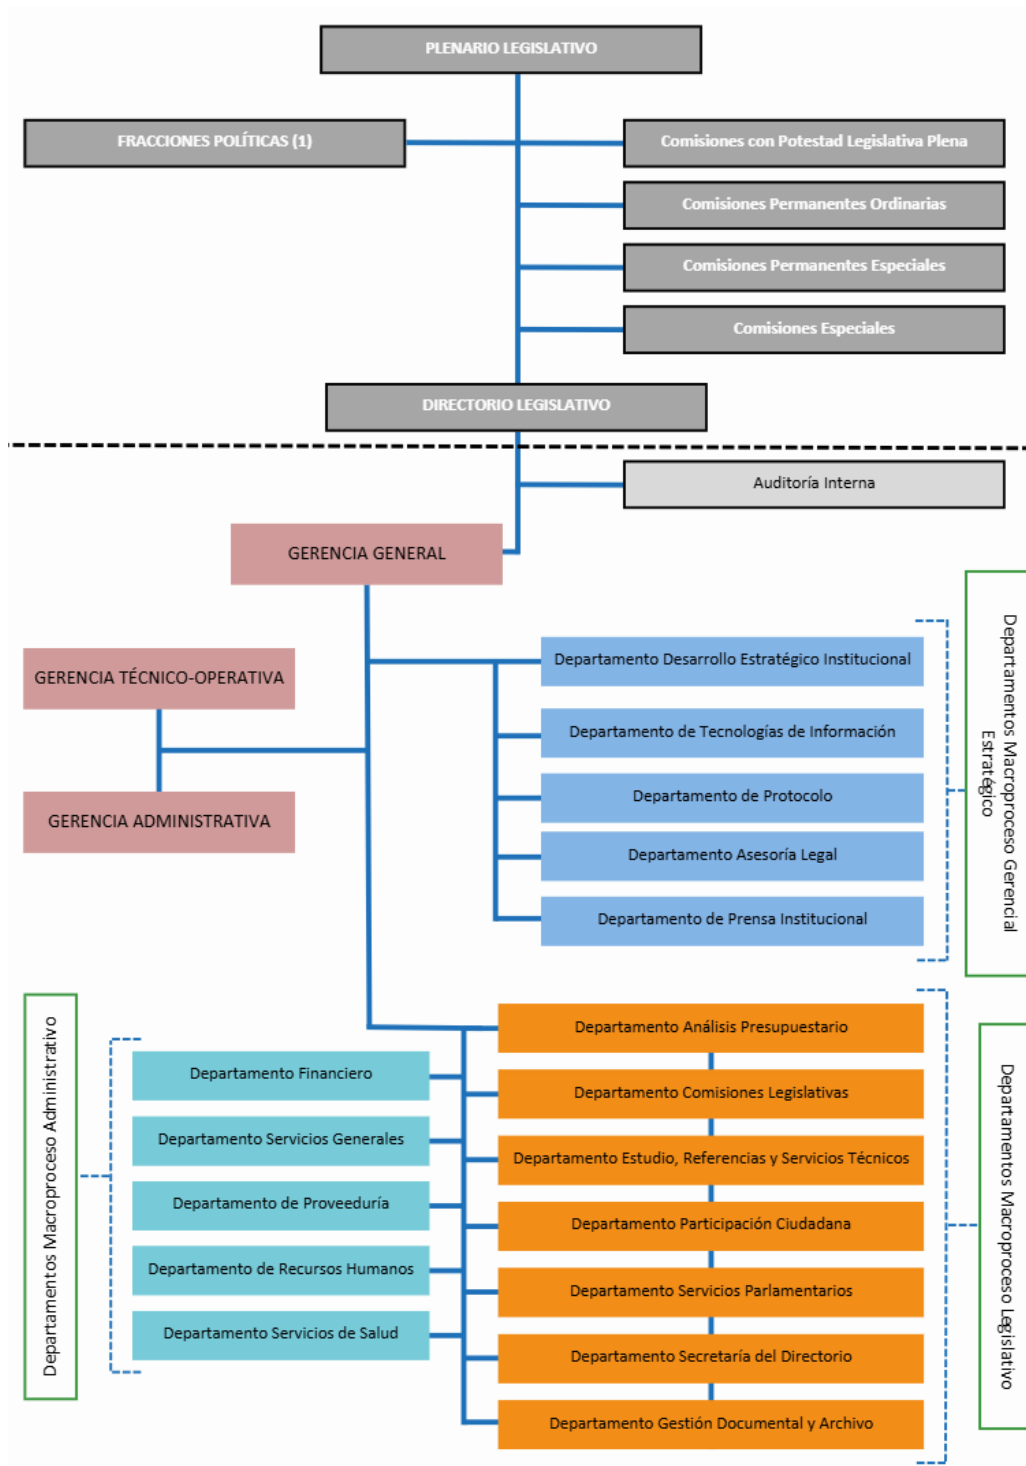 PLENARIO LEGISLATIVO
FRACCIONES POLÍTICAS (1)
Comisiones con Potestad Legislativa Plena
Comisiones Permanentes Ordinarias
Comisiones Permanentes Especiales
Comisiones Especiales
DIRECTORIO LEGISLATIVO
Auditoría Interna
GERENCIA GENERAL
GERENCIA TÉCNICO-OPERATIVA
GERENCIA ADMINISTRATIVA
Departamento Desarrollo Estratégico Institucional
Departamento de Tecnologías de Información
Departamento de Protocolo
Departamento Asesoría Legal
Departamento de Prensa Institucional
Departamentos Macroproceso Gerencial
Estratégico
Departamentos Macroproceso Administrativo
Departamento Financiero
Departamento Servicios Generales
Departamento de Proveeduría
Departamento de Recursos Humanos
Departamento Servicios de Salud
Departamento Análisis Presupuestario
Departamento Comisiones Legislativas
Departamento Estudio, Referencias y Servicios Técnicos
Departamento Participación Ciudadana
Departamento Servicios Parlamentarios
Departamento Secretaría del Directorio
Departamento Gestión Documental y Archivo
Departamentos Macroproceso Legislativo